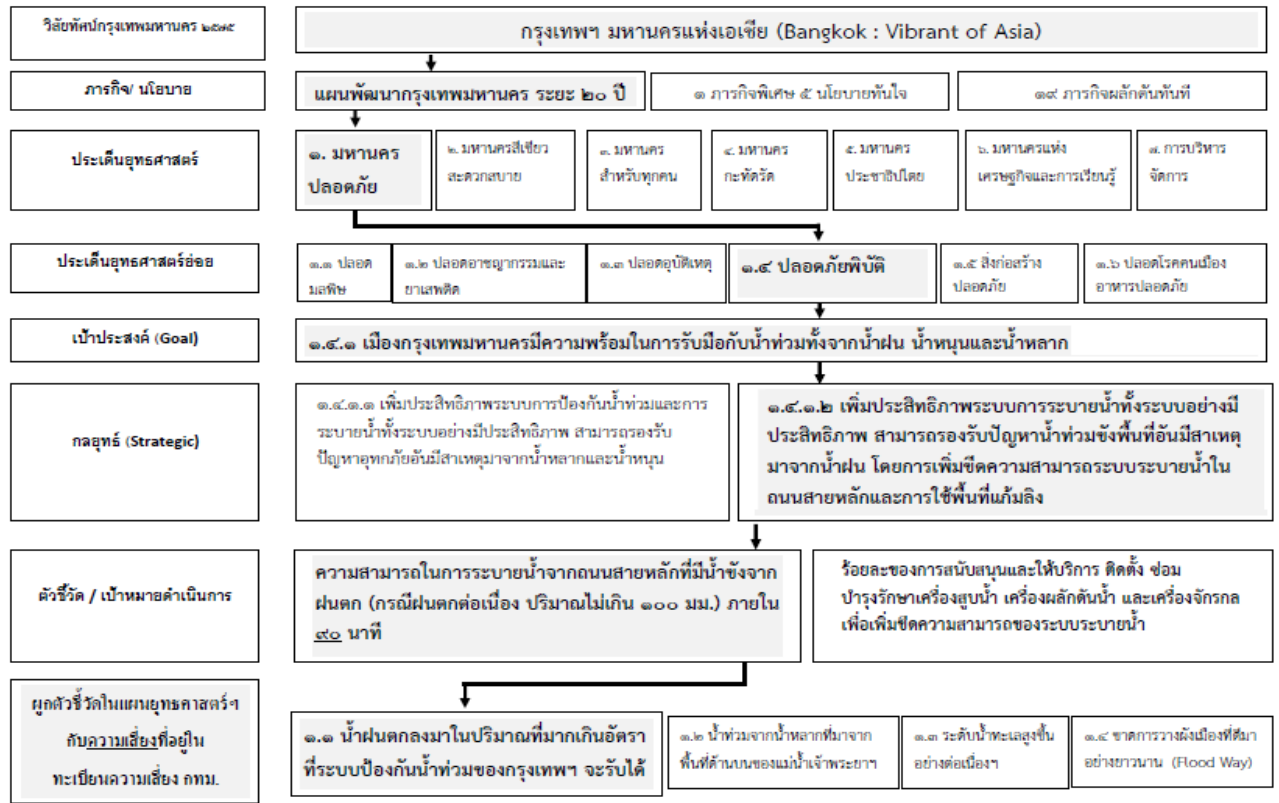 วิสัยทัศน์กรุงเทพมหานคร ๒๕๗๕
กรุงเทพฯ มหานครแห่งเอเชีย (Bangkok : Vibrant of Asia)
ภารกิจ/ นโยบาย
แผนพัฒนากรุงเทพมหานคร ระยะ ๒๐ ปี
๑ ภารกิจพิเศษ ๕ นโยบายทันใจ
๑๙ ภารกิจผลักดันทันที
ประเด็นยุทธศาสตร์
๑. มหานคร
ปลอดภัย
๒. มหานครสีเขียว
สะดวกสบาย
๓. มหานคร
สำหรับทุกคน
๔. มหานคร
กะทัดรัด
๕. มหานคร
ประชาธิปไตย
๖. มหานครแห่ง
เศรษฐกิจและการเรียนรู้
๗. การบริหาร
จัดการ
ประเด็นยุทธศาสตร์ย่อย
๑.๑ ปลอด
มลพิษ
๑.๒ ปลอดอาชญากรรมและ
ยาเสพติด
๑.๓ ปลอดอุบัติเหตุ
๑.๔ ปลอดภัยพิบัติ
๑.๕ สิ่งก่อสร้าง
ปลอดภัย
๑.๖ ปลอดโรคคนเมือง
อาหารปลอดภัย
เป้าประสงค์ (Goal)
๑.๔.๑ เมืองกรุงเทพมหานครมีความพร้อมในการรับมือกับน้ำท่วมทั้งจากน้ำฝน น้ำหนุนและน้ำหลาก
กลยุทธ์ (Strategic)
๑.๔.๑.๑ เพิ่มประสิทธิภาพระบบการป้องกันน้ำท่วมและการ
ระบายน้ำทั้งระบบอย่างมีประสิทธิภาพ สามารถรองรับ
ปัญหาอุทกภัยอันมีสาเหตุมาจากน้ำหลากและน้ำหนุน
๑.๔.๑.๒ เพิ่มประสิทธิภาพระบบการระบายน้ำทั้งระบบอย่างมี
ประสิทธิภาพ สามารถรองรับปัญหาน้ำท่วมขังพื้นที่อันมีสาเหตุ
มาจากน้ำฝน โดยการเพิ่มขีดความสามารถระบบระบายน้ำใน
ถนนสายหลักและการใช้พื้นที่แก้มลิง
ตัวชี้วัด / เป้าหมายดำเนินการ
ความสามารถในการระบายน้ำจากถนนสายหลักที่มีน้ำขังจาก
ฝนตก (กรณีฝนตกต่อเนื่อง ปริมาณไม่เกิน ๑๐๐ มม.) ภายใน
๙๐ นาที
ร้อยละของการสนับสนุนและให้บริการ ติดตั้ง ซ่อม
บำรุงรักษาเครื่องสูบน้ำ เครื่องผลักดันน้ำ และเครื่องจักรกล
เพื่อเพิ่มขีดความสามารถของระบบระบายน้ำ
ผูกตัวชี้วัดในแผนยุทธศาสตร์ฯ
กับความเสี่ยงที่อยู่ใน
ทะเบียนความเสี่ยง กทม.
๑.๑ น้ำฝนตกลงมาในปริมาณที่มากเกินอัตรา
ที่ระบบป้องกันน้ำท่วมของกรุงเทพฯ จะรับได้
๑.๒ น้ำท่วมจากน้ำหลากที่มาจาก
พื้นที่ด้านบนของแม่น้ำเจ้าพระยาฯ
๑.๓ ระดับน้ำทะเลสูงขึ้น
อย่างต่อเนื่องฯ
๑.๔ ขาดการวางผังเมืองที่ดีมา
อย่างยาวนาน (Flood Way)